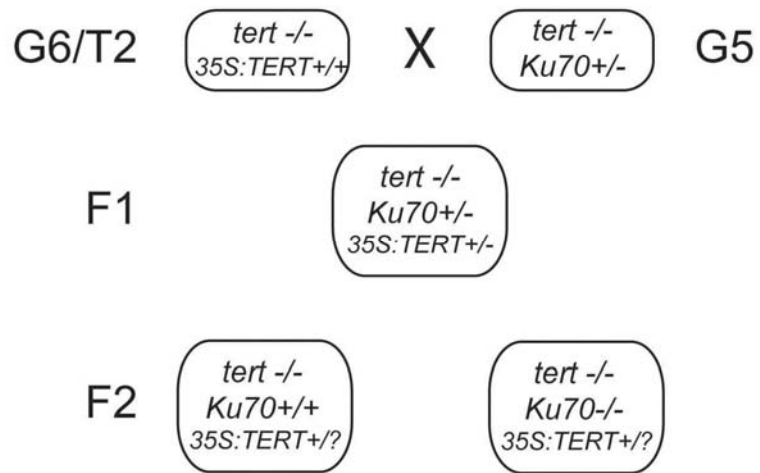 G6/T2 tert -/- 35S:TERT+/+ X tert -/- Ku70+/- G5
F1 tert -/- Ku70+/- 35S:TERT+/-
F2 tert -/- Ku70+/+ 35S:TERT+/? tert -/- Ku70-/- 35S:TERT+/?